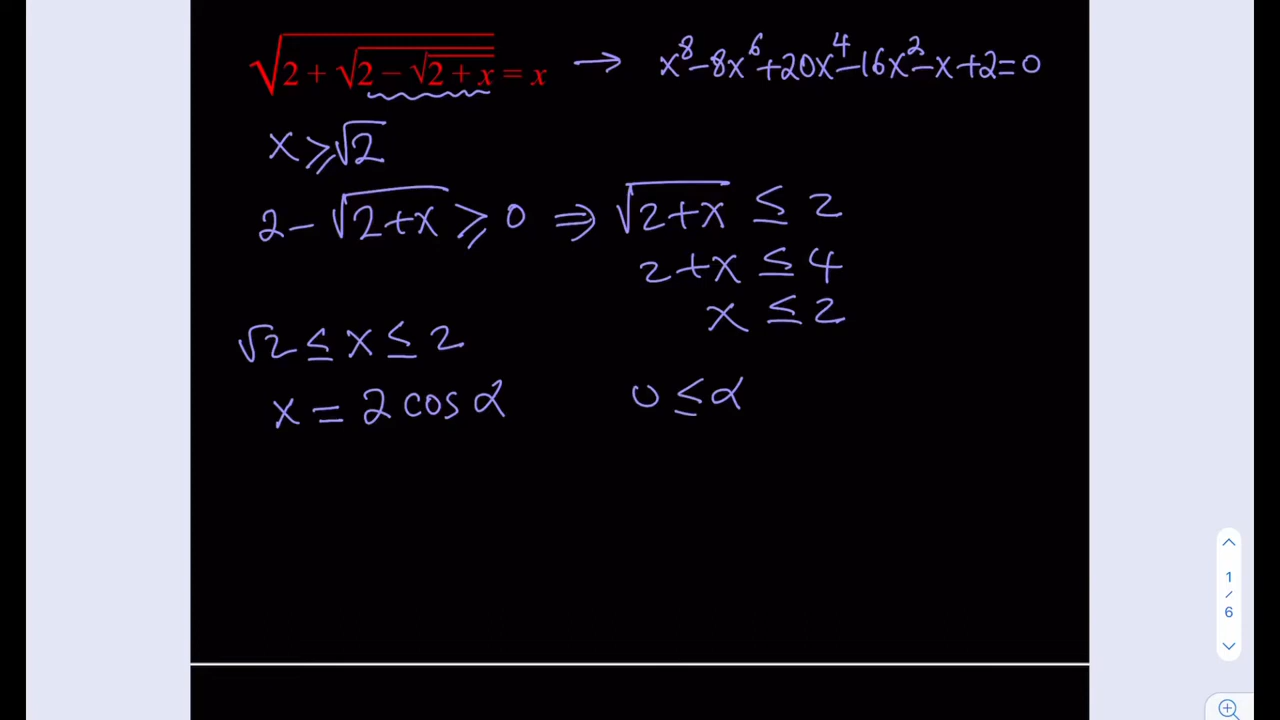 √(2 + √(2 − √(2 + x))) = x → x⁸−8x⁶+20x⁴−16x²−x+2=0
x ⩾ √2
2−√(2+x) ⩾ 0 ⇒ √(2+x) ≤ 2
2+x ≤ 4
x ≤ 2
√2 ≤ x ≤ 2
x = 2 cos α 0 ≤ α
1
/
6